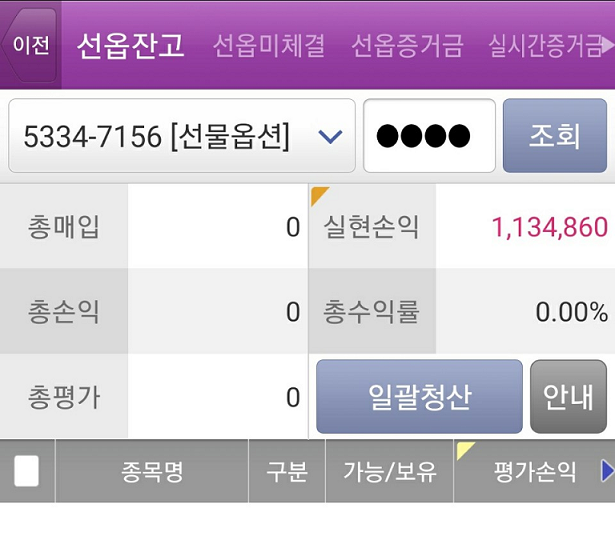 이전 선옵잔고 선옵미체결 선옵증거금 실시간증거금
5334-7156 [선물옵션] ●●●● 조회
총매입 0 실현손익 1,134,860
총손익 0 총수익률 0.00%
총평가 0 일괄청산 안내
종목명 구분 가능/보유 평가손익